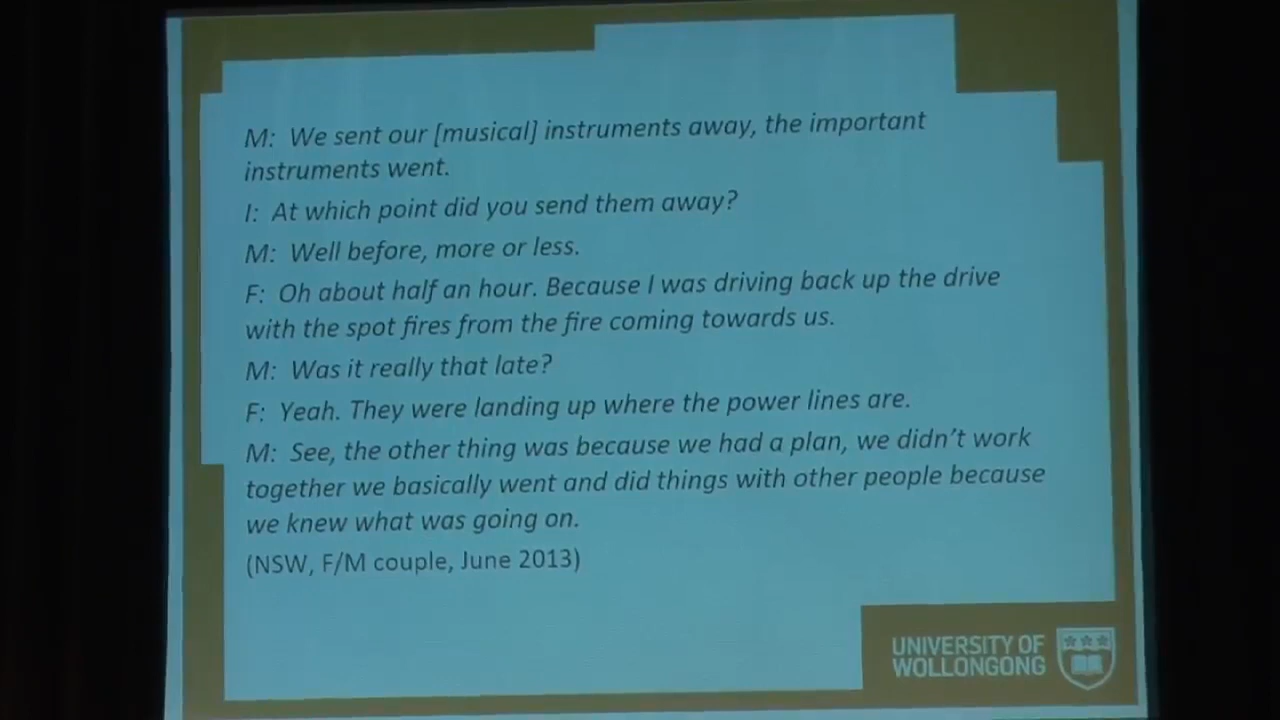 M: We sent our [musical] instruments away, the important
instruments went.
I: At which point did you send them away?
M: Well before, more or less.
F: Oh about half an hour. Because I was driving back up the drive
with the spot fires from the fire coming towards us.
M: Was it really that late?
F: Yeah. They were landing up where the power lines are.
M: See, the other thing was because we had a plan, we didn't work
together we basically went and did things with other people because
we knew what was going on.
(NSW, F/M couple, June 2013)
UNIVERSITY OF
WOLLONGONG